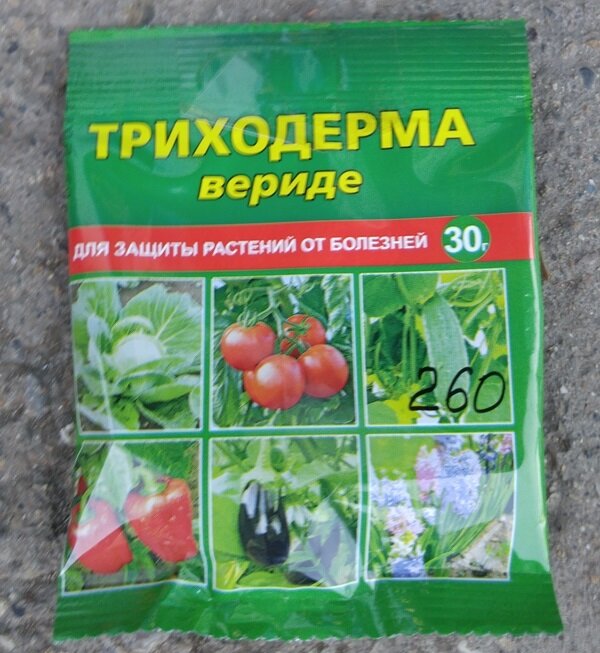 ТРИХОДЕРМА
вериде
ДЛЯ ЗАЩИТЫ РАСТЕНИЙ ОТ БОЛЕЗНЕЙ 30г
260